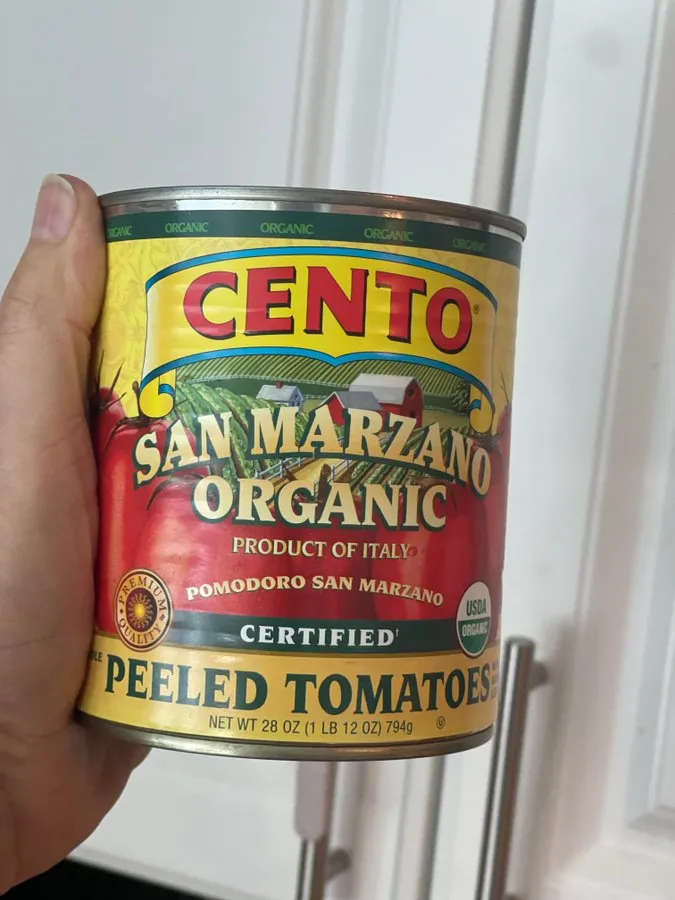 ORGANIC ORGANIC ORGANIC ORGANIC ORGANIC
CENTO®
SAN MARZANO
ORGANIC
PRODUCT OF ITALY
POMODORO SAN MARZANO
PREMIUM
QUALITY
USDA
ORGANIC
CERTIFIED†
PEELED TOMATOES
NET WT 28 OZ (1 LB 12 OZ) 794g